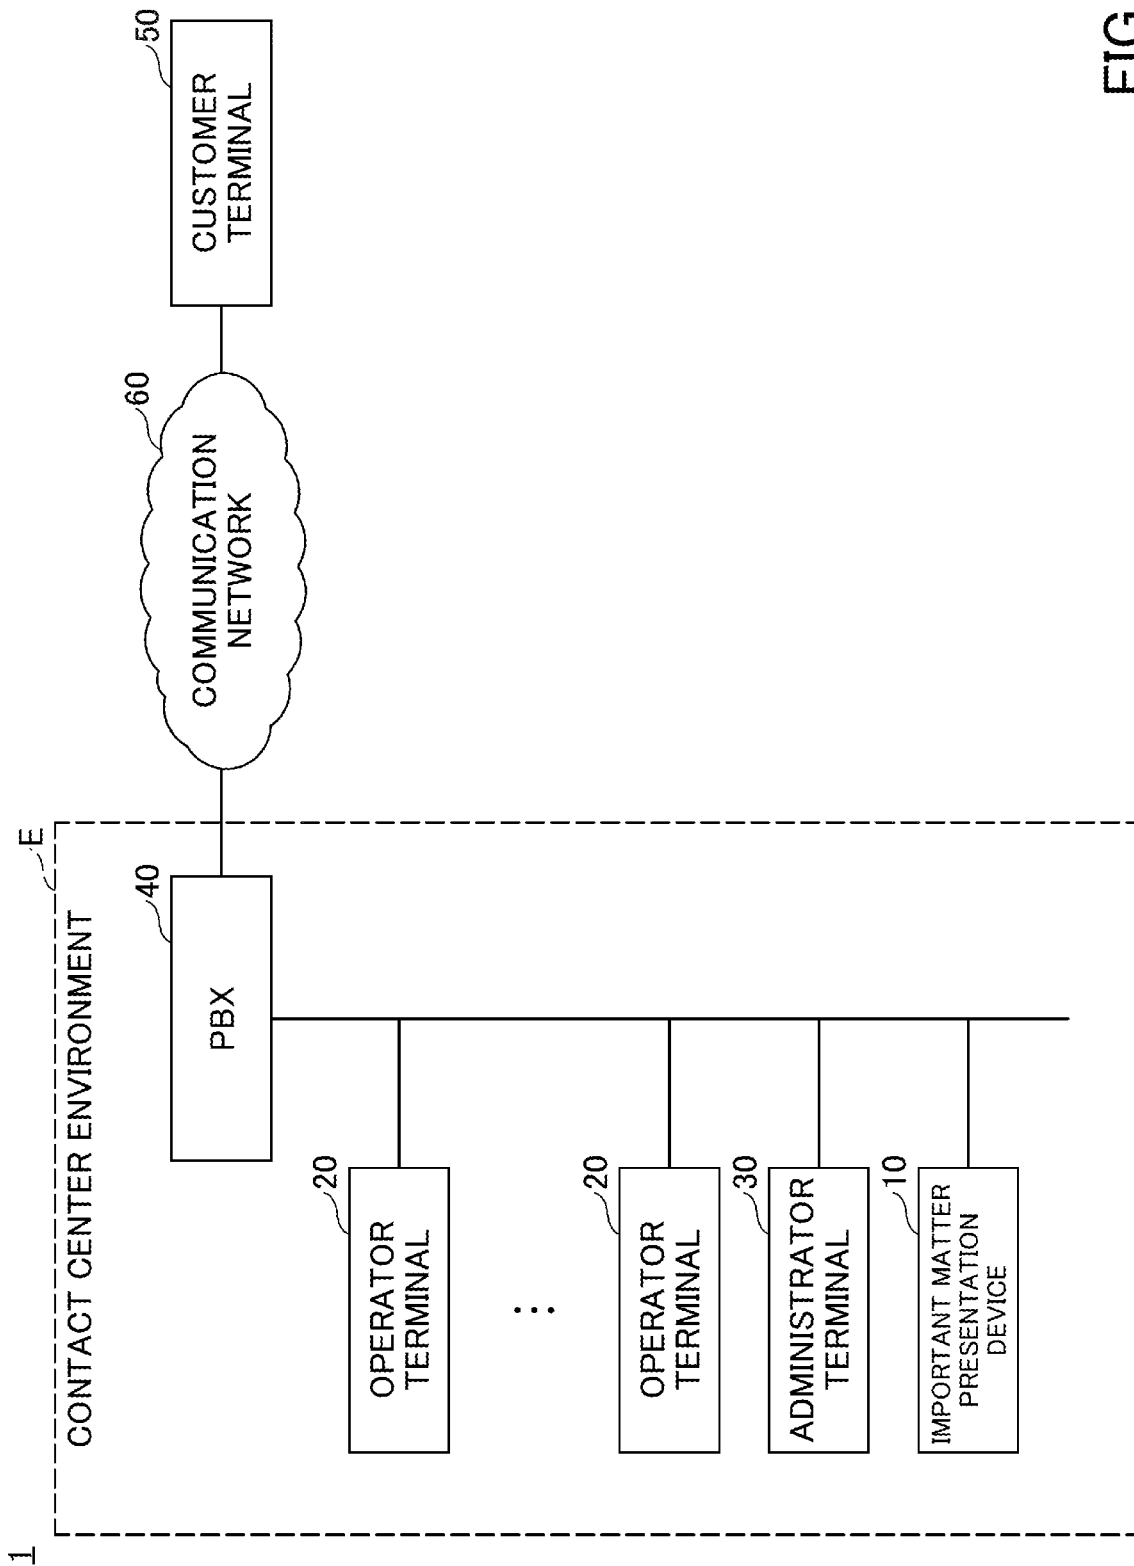 1
E
CONTACT CENTER ENVIRONMENT
40
PBX
60
COMMUNICATION
NETWORK
50
CUSTOMER
TERMINAL
20
OPERATOR
TERMINAL
20
OPERATOR
TERMINAL
30
ADMINISTRATOR
TERMINAL
10
IMPORTANT MATTER
PRESENTATION
DEVICE
FIG